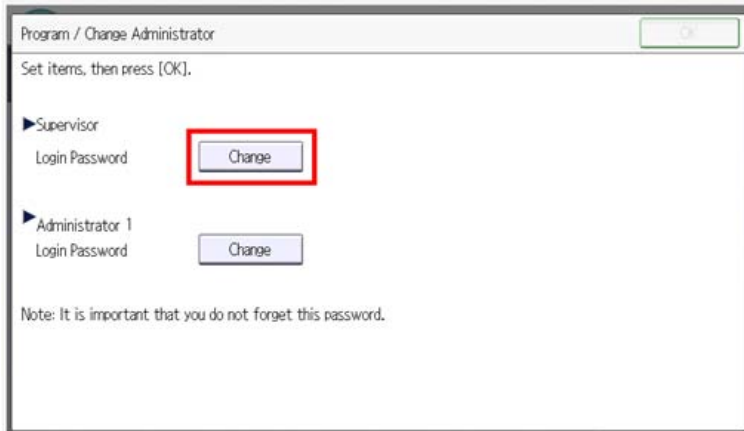 Program / Change Administrator
OK
Set items, then press [OK].
▶Supervisor
Login Password
Change
▶Administrator 1
Login Password
Change
Note: It is important that you do not forget this password.